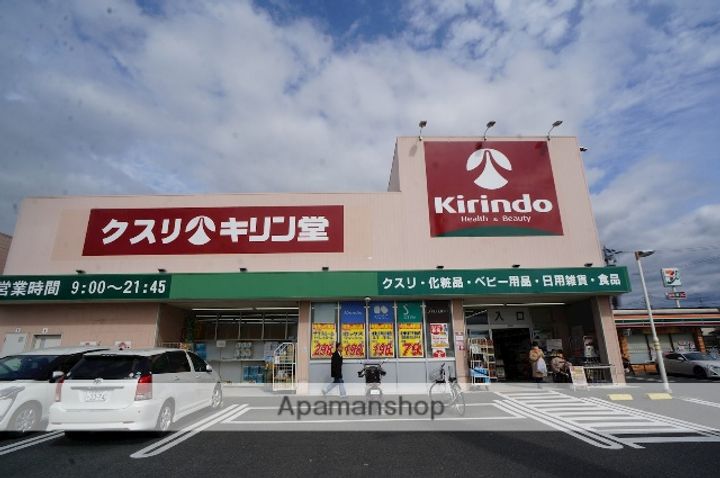 クスリ キリン堂
Kirindo
Health & Beauty
営業時間 9:00～21:45
クスリ・化粧品・ベビー用品・日用雑貨・食品
入口
Apamanshop